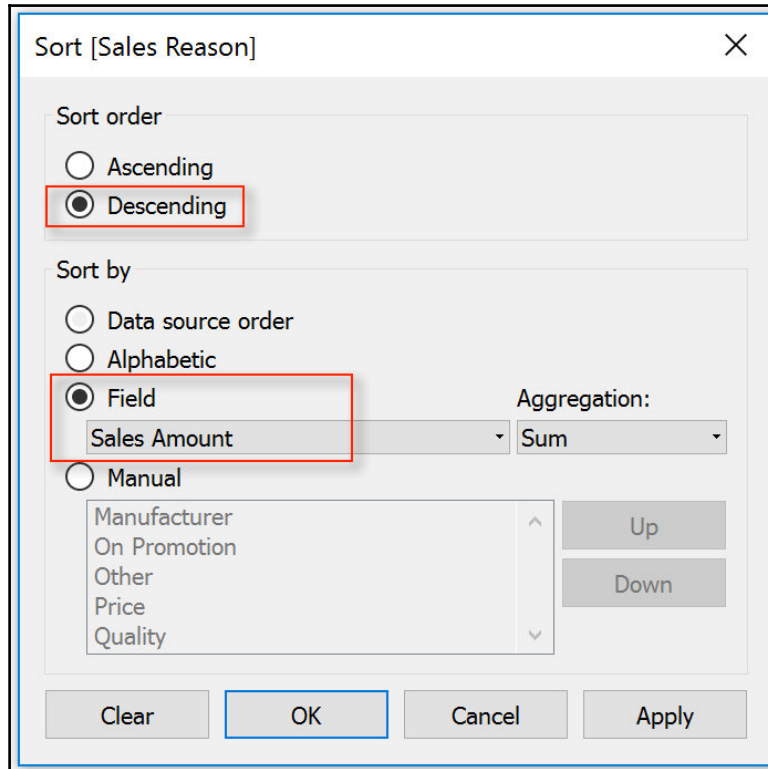 Sort [Sales Reason]
Sort order
Ascending
Descending
Sort by
Data source order
Alphabetic
Field
Aggregation:
Sales Amount
Sum
Manual
Manufacturer
On Promotion
Other
Price
Quality
Up
Down
Clear
OK
Cancel
Apply